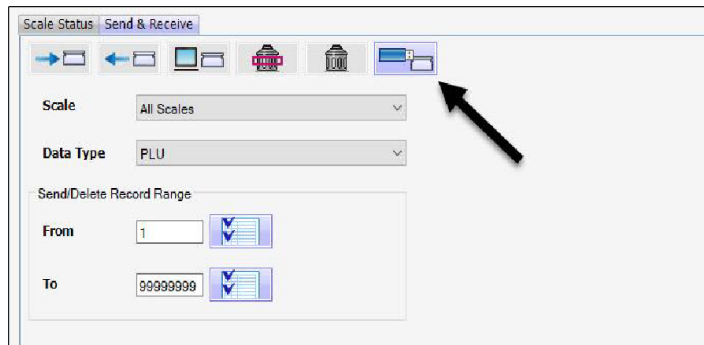 Scale Status Send & Receive
Scale All Scales
Data Type PLU
Send/Delete Record Range
From 1
To 99999999